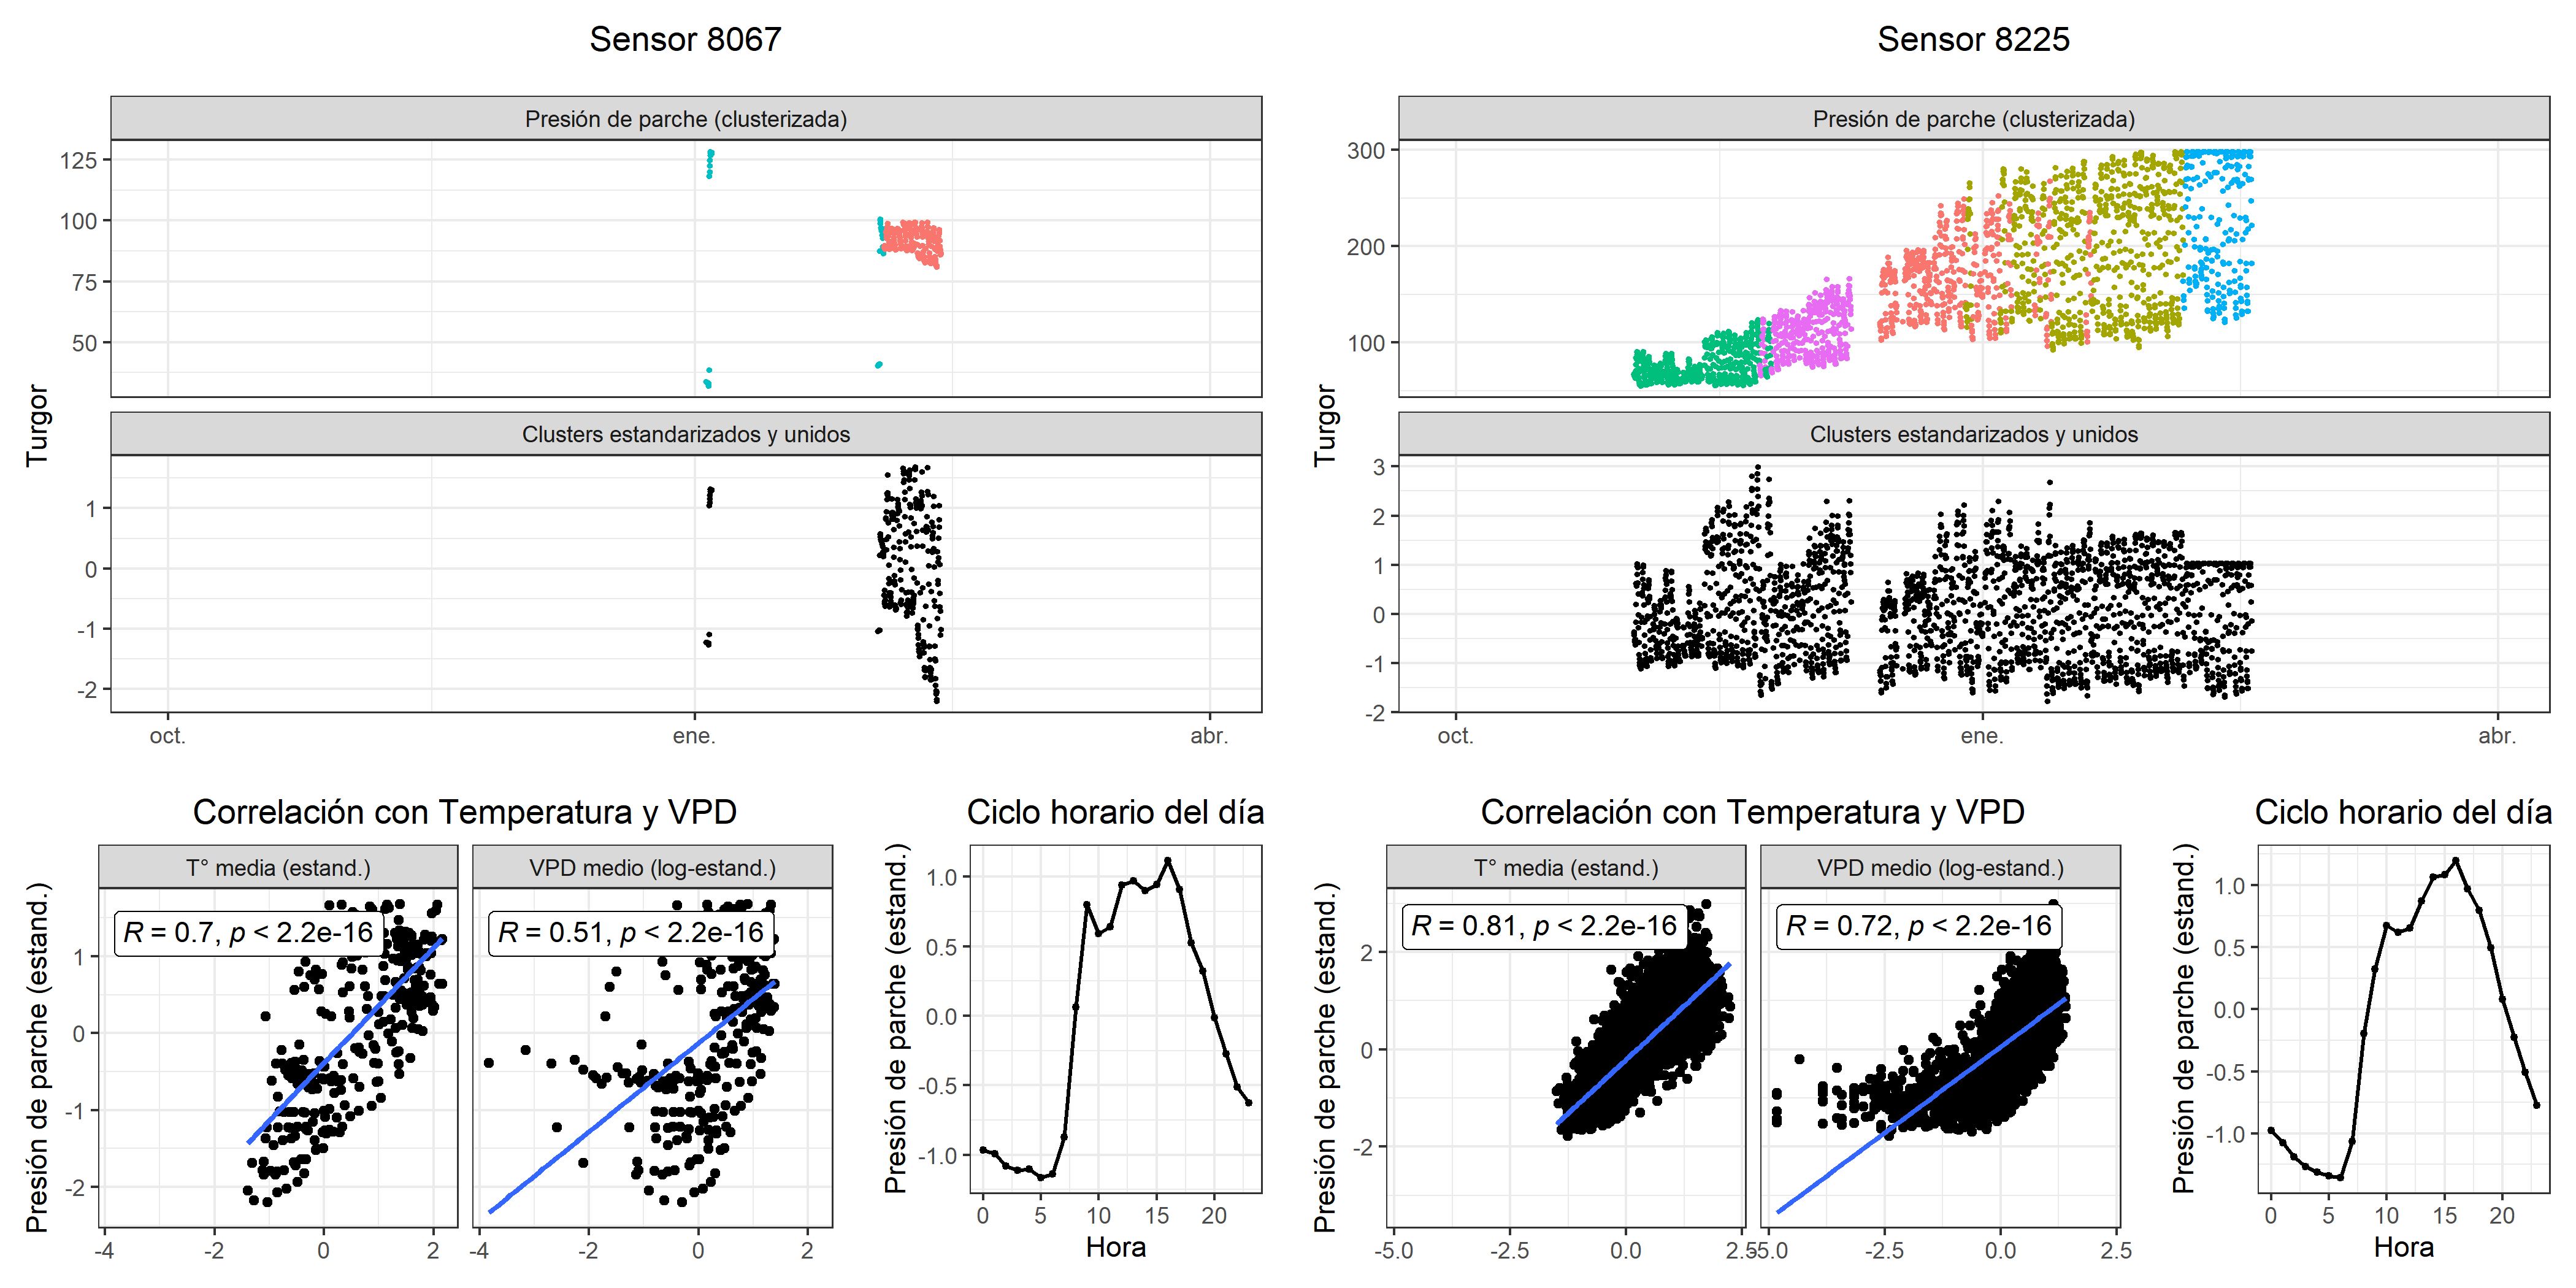 Sensor 8067
Presión de parche (clusterizada)
125
100
75
50
Turgor
Clusters estandarizados y unidos
1
0
-1
-2
oct.
ene.
abr.
Correlación con Temperatura y VPD
T° media (estand.)
VPD medio (log-estand.)
Presión de parche (estand.)
R = 0.7, p < 2.2e-16
R = 0.51, p < 2.2e-16
1
0
-1
-2
-4
-2
0
2
-4
-2
0
2
Ciclo horario del día
Presión de parche (estand.)
1.0
0.5
0.0
-0.5
-1.0
0
5
10
15
20
Hora
Sensor 8225
Presión de parche (clusterizada)
300
200
100
Turgor
Clusters estandarizados y unidos
3
2
1
0
-1
-2
oct.
ene.
abr.
Correlación con Temperatura y VPD
T° media (estand.)
VPD medio (log-estand.)
Presión de parche (estand.)
R = 0.81, p < 2.2e-16
R = 0.72, p < 2.2e-16
2
0
-2
-5.0
-2.5
0.0
2.5
-5.0
-2.5
0.0
2.5
Ciclo horario del día
Presión de parche (estand.)
1.0
0.5
0.0
-0.5
-1.0
0
5
10
15
20
Hora